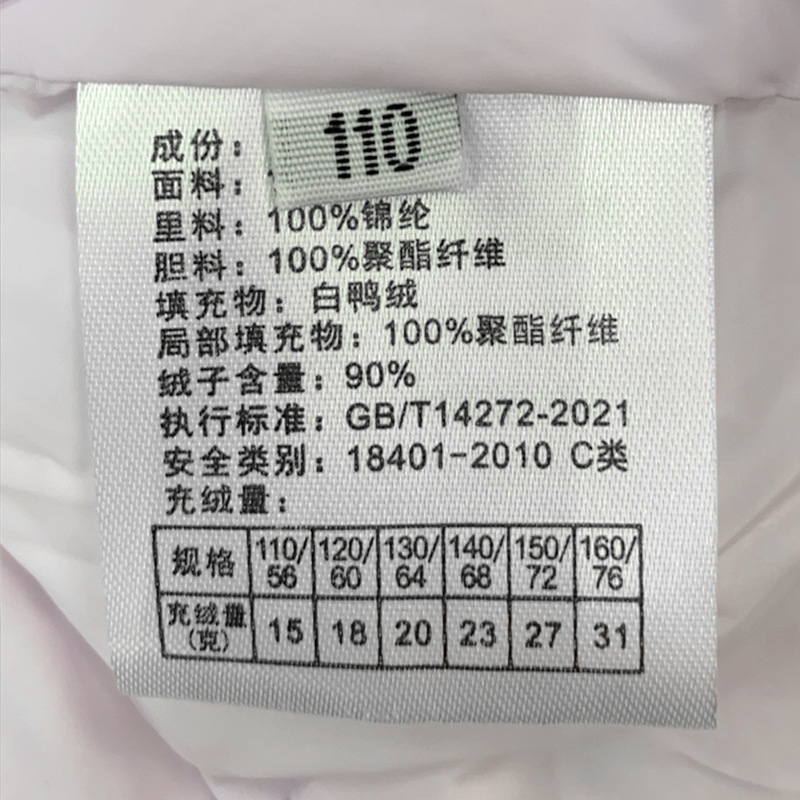 110
成份：
面料：
里料：100%锦纶
胆料：100%聚酯纤维
填充物：白鸭绒
局部填充物：100%聚酯纤维
绒子含量：90%
执行标准：GB/T14272-2021
安全类别：18401-2010 C类
充绒量：
规格 110/56 120/60 130/64 140/68 150/72 160/76
充绒量(克) 15 18 20 23 27 31